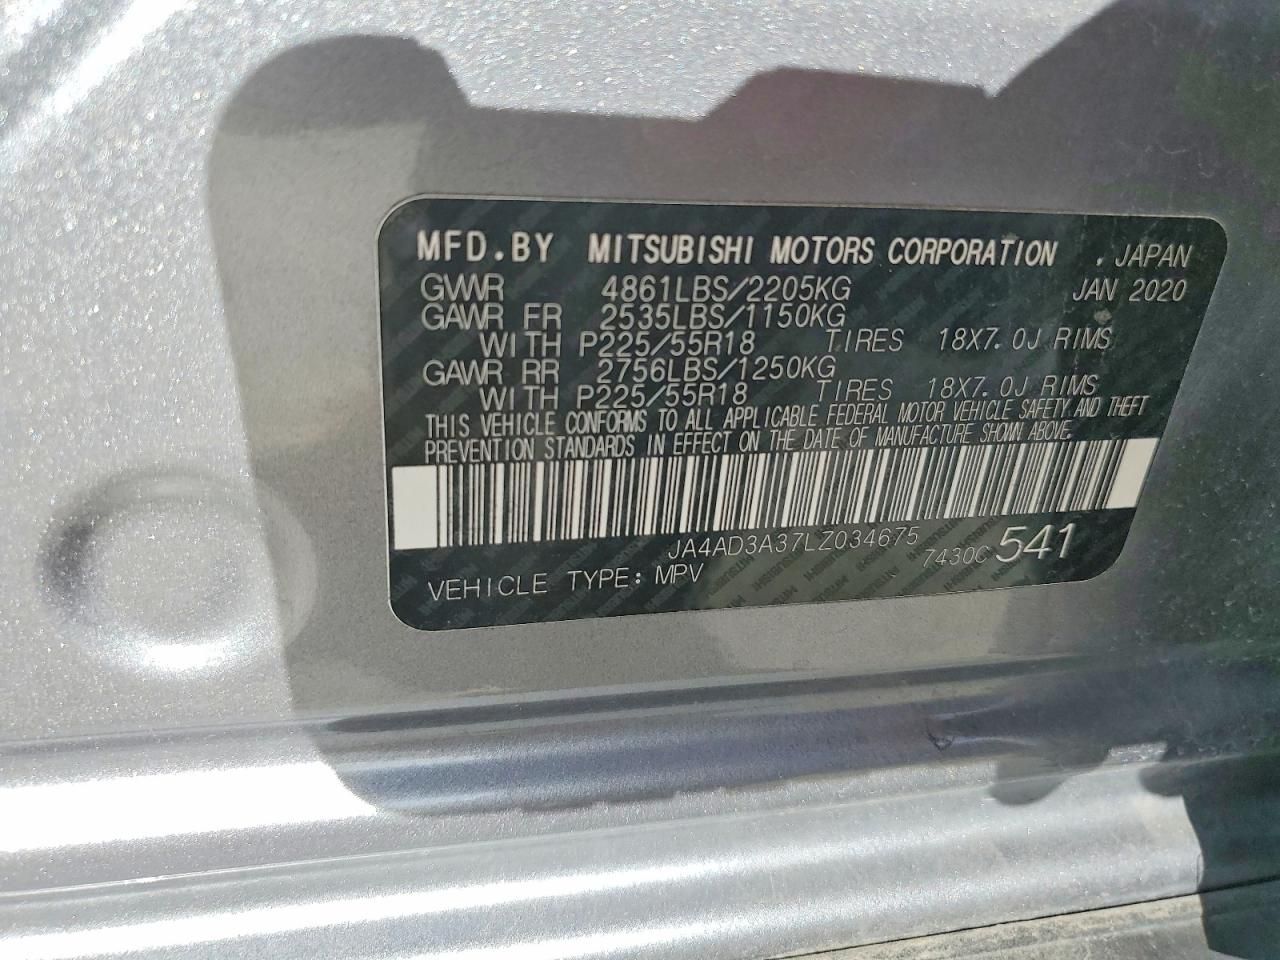 MFD.BY MITSUBISHI MOTORS CORPORATION , JAPAN
GVWR 4861LBS/2205KG JAN 2020
GAWR FR 2535LBS/1150KG
WITH P225/55R18 TIRES 18X7.0J RIMS
GAWR RR 2756LBS/1250KG
WITH P225/55R18 TIRES 18X7.0J RIMS
THIS VEHICLE CONFORMS TO ALL APPLICABLE FEDERAL MOTOR VEHICLE SAFETY AND THEFT
PREVENTION STANDARDS IN EFFECT ON THE DATE OF MANUFACTURE SHOWN ABOVE.
JA4AD3A37LZ034675
7430C 541
VEHICLE TYPE: MPV